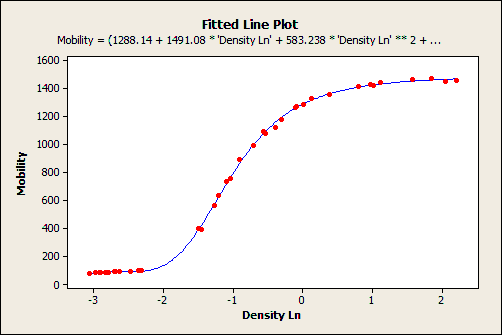 Fitted Line Plot
Mobility = (1288.14 + 1491.08 * 'Density Ln' + 583.238 * 'Density Ln' ** 2 + ...
1600
1400
1200
1000
800
600
400
200
0
Mobility
-3 -2 -1 0 1 2
Density Ln